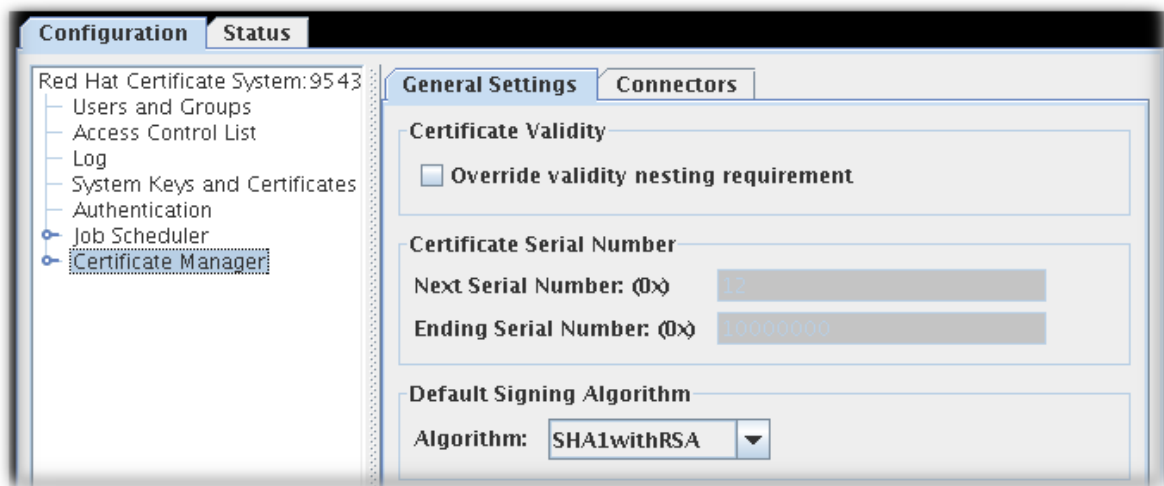 Configuration Status
Red Hat Certificate System:9543
Users and Groups
Access Control List
Log
System Keys and Certificates
Authentication
Job Scheduler
Certificate Manager
General Settings Connectors
Certificate Validity
Override validity nesting requirement
Certificate Serial Number
Next Serial Number: (0x) 12
Ending Serial Number: (0x) 10000000
Default Signing Algorithm
Algorithm: SHA1withRSA